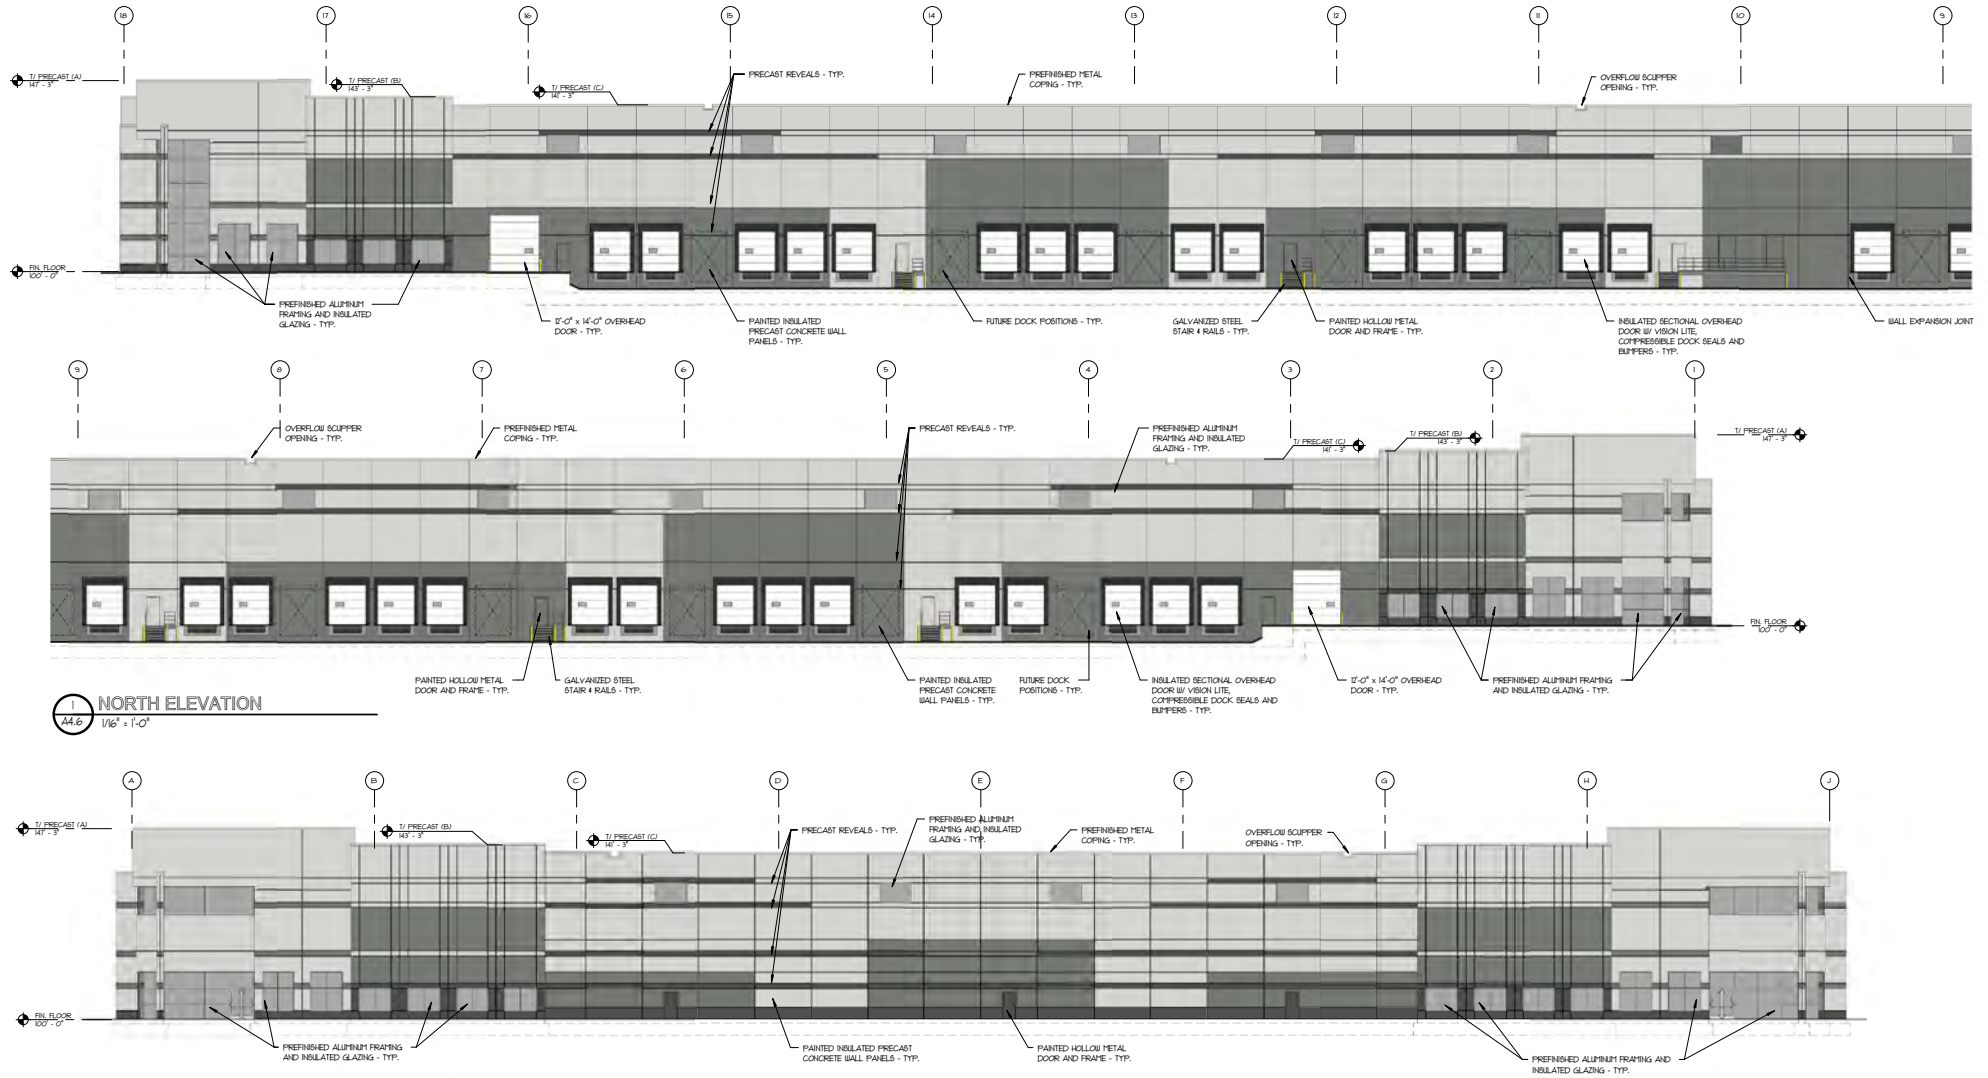 18 17 16 15 14 13 12 11 10 9
T/ PRECAST (A)
147' - 3"
T/ PRECAST (B)
143' - 3"
T/ PRECAST (C)
141' - 3"
PRECAST REVEALS - TYP.
PREFINISHED METAL
COPING - TYP.
OVERFLOW SCUPPER
OPENING - TYP.
FIN. FLOOR
100' - 0"
PREFINISHED ALUMINUM
FRAMING AND INSULATED
GLAZING - TYP.
12'-0" x 14'-0" OVERHEAD
DOOR - TYP.
PAINTED INSULATED
PRECAST CONCRETE WALL
PANELS - TYP.
FUTURE DOCK POSITIONS - TYP.
GALVANIZED STEEL
STAIR & RAILS - TYP.
PAINTED HOLLOW METAL
DOOR AND FRAME - TYP.
INSULATED SECTIONAL OVERHEAD
DOOR W/ VISION LITE,
COMPRESSIBLE DOCK SEALS AND
BUMPERS - TYP.
WALL EXPANSION JOINT
9 8 7 6 5 4 3 2 1
OVERFLOW SCUPPER
OPENING - TYP.
PREFINISHED METAL
COPING - TYP.
PRECAST REVEALS - TYP.
PREFINISHED ALUMINUM
FRAMING AND INSULATED
GLAZING - TYP.
T/ PRECAST (C)
141' - 3"
T/ PRECAST (B)
143' - 3"
T/ PRECAST (A)
147' - 3"
FIN. FLOOR
100' - 0"
PAINTED HOLLOW METAL
DOOR AND FRAME - TYP.
GALVANIZED STEEL
STAIR & RAILS - TYP.
PAINTED INSULATED
PRECAST CONCRETE
WALL PANELS - TYP.
FUTURE DOCK
POSITIONS - TYP.
INSULATED SECTIONAL OVERHEAD
DOOR W/ VISION LITE,
COMPRESSIBLE DOCK SEALS AND
BUMPERS - TYP.
12'-0" x 14'-0" OVERHEAD
DOOR - TYP.
PREFINISHED ALUMINUM FRAMING
AND INSULATED GLAZING - TYP.
1
A4.6
NORTH ELEVATION
1/16" = 1'-0"
A B C D E F G H J
T/ PRECAST (A)
147' - 3"
T/ PRECAST (B)
143' - 3"
T/ PRECAST (C)
141' - 3"
PRECAST REVEALS - TYP.
PREFINISHED ALUMINUM
FRAMING AND INSULATED
GLAZING - TYP.
PREFINISHED METAL
COPING - TYP.
OVERFLOW SCUPPER
OPENING - TYP.
FIN. FLOOR
100' - 0"
PREFINISHED ALUMINUM FRAMING
AND INSULATED GLAZING - TYP.
PAINTED INSULATED PRECAST
CONCRETE WALL PANELS - TYP.
PAINTED HOLLOW METAL
DOOR AND FRAME - TYP.
PREFINISHED ALUMINUM FRAMING AND
INSULATED GLAZING - TYP.